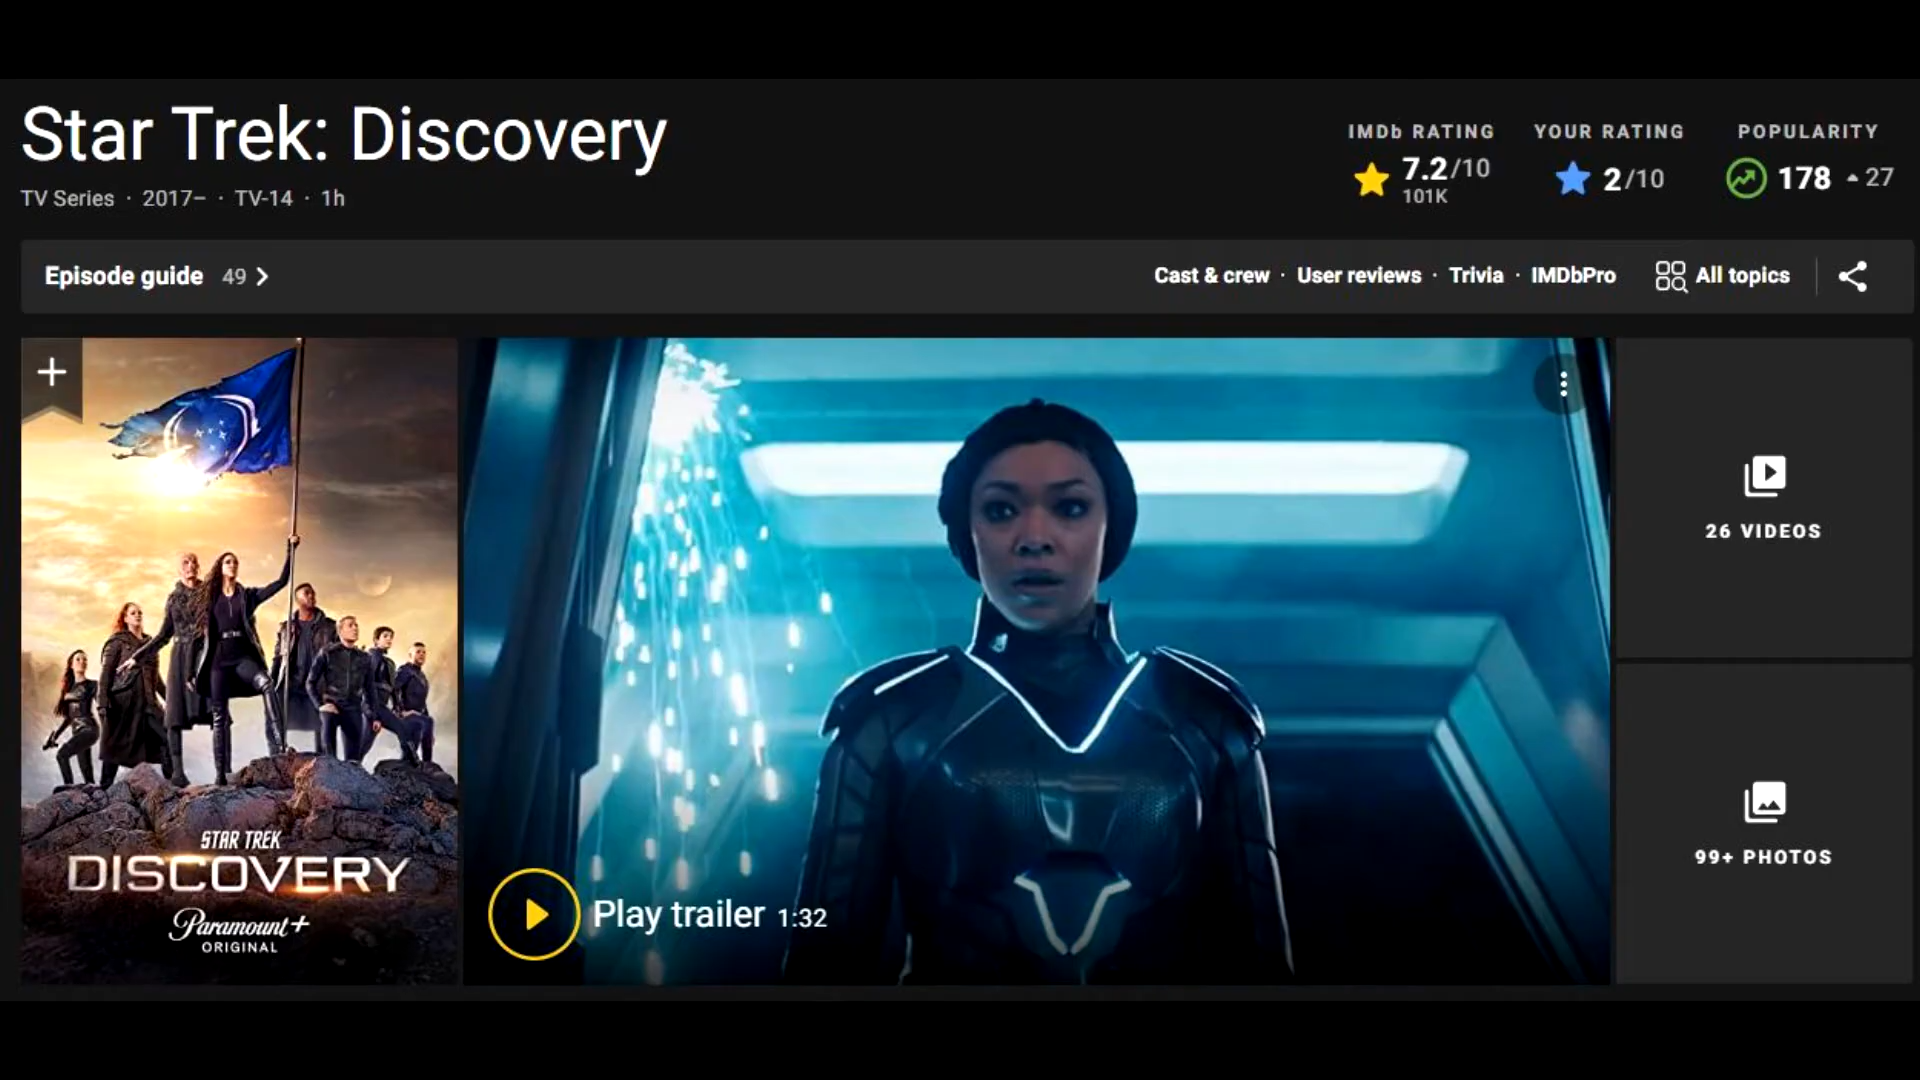 Star Trek: Discovery
TV Series · 2017– · TV-14 · 1h
IMDb RATING
7.2/10
101K
YOUR RATING
2/10
POPULARITY
178 27
Episode guide 49
Cast & crew · User reviews · Trivia · IMDbPro
All topics
STAR TREK
DISCOVERY
Paramount+
ORIGINAL
Play trailer 1:32
26 VIDEOS
99+ PHOTOS